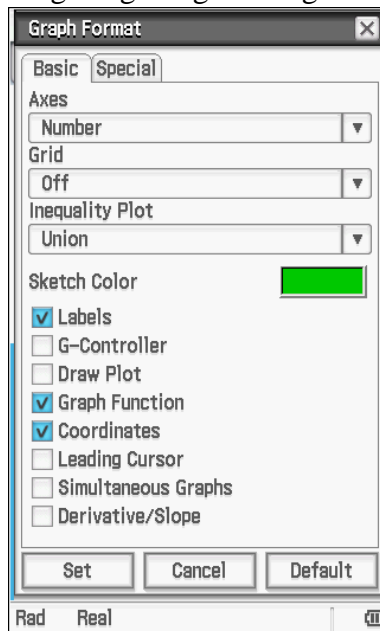 Graph Format
Basic Special
Axes
Number
Grid
Off
Inequality Plot
Union
Sketch Color
Labels
G-Controller
Draw Plot
Graph Function
Coordinates
Leading Cursor
Simultaneous Graphs
Derivative/Slope
Set Cancel Default
Rad Real